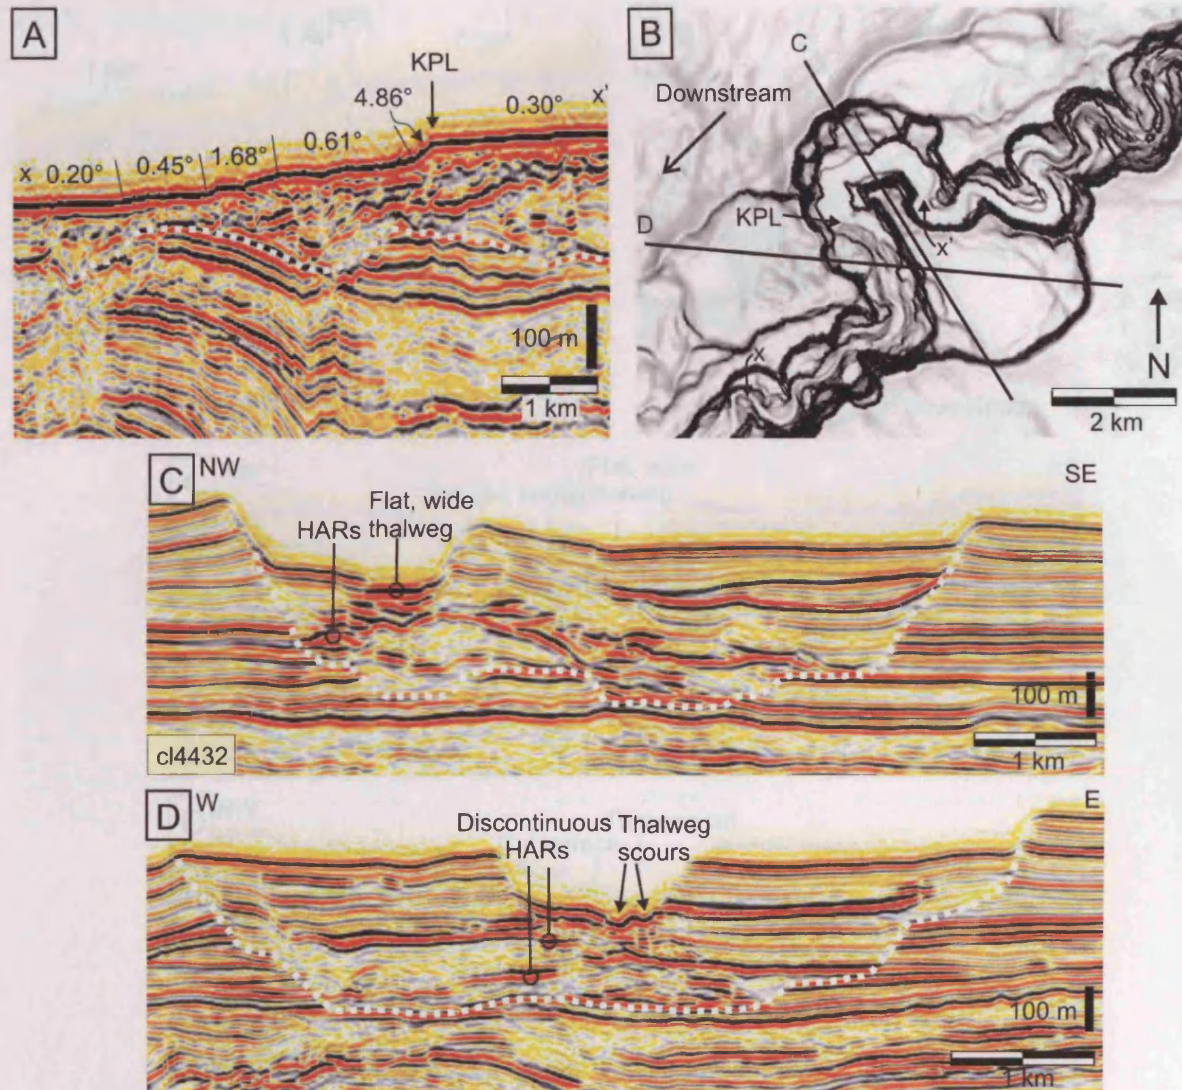 A
KPL
4.86°
0.30°
x'
0.61°
1.68°
0.45°
x 0.20°
100 m
1 km
B
C
Downstream
KPL
D
x'
x
N
2 km
C
NW
SE
Flat, wide
HARs thalweg
100 m
1 km
cl4432
D
W
E
Discontinuous Thalweg
HARs scours
100 m
1 km